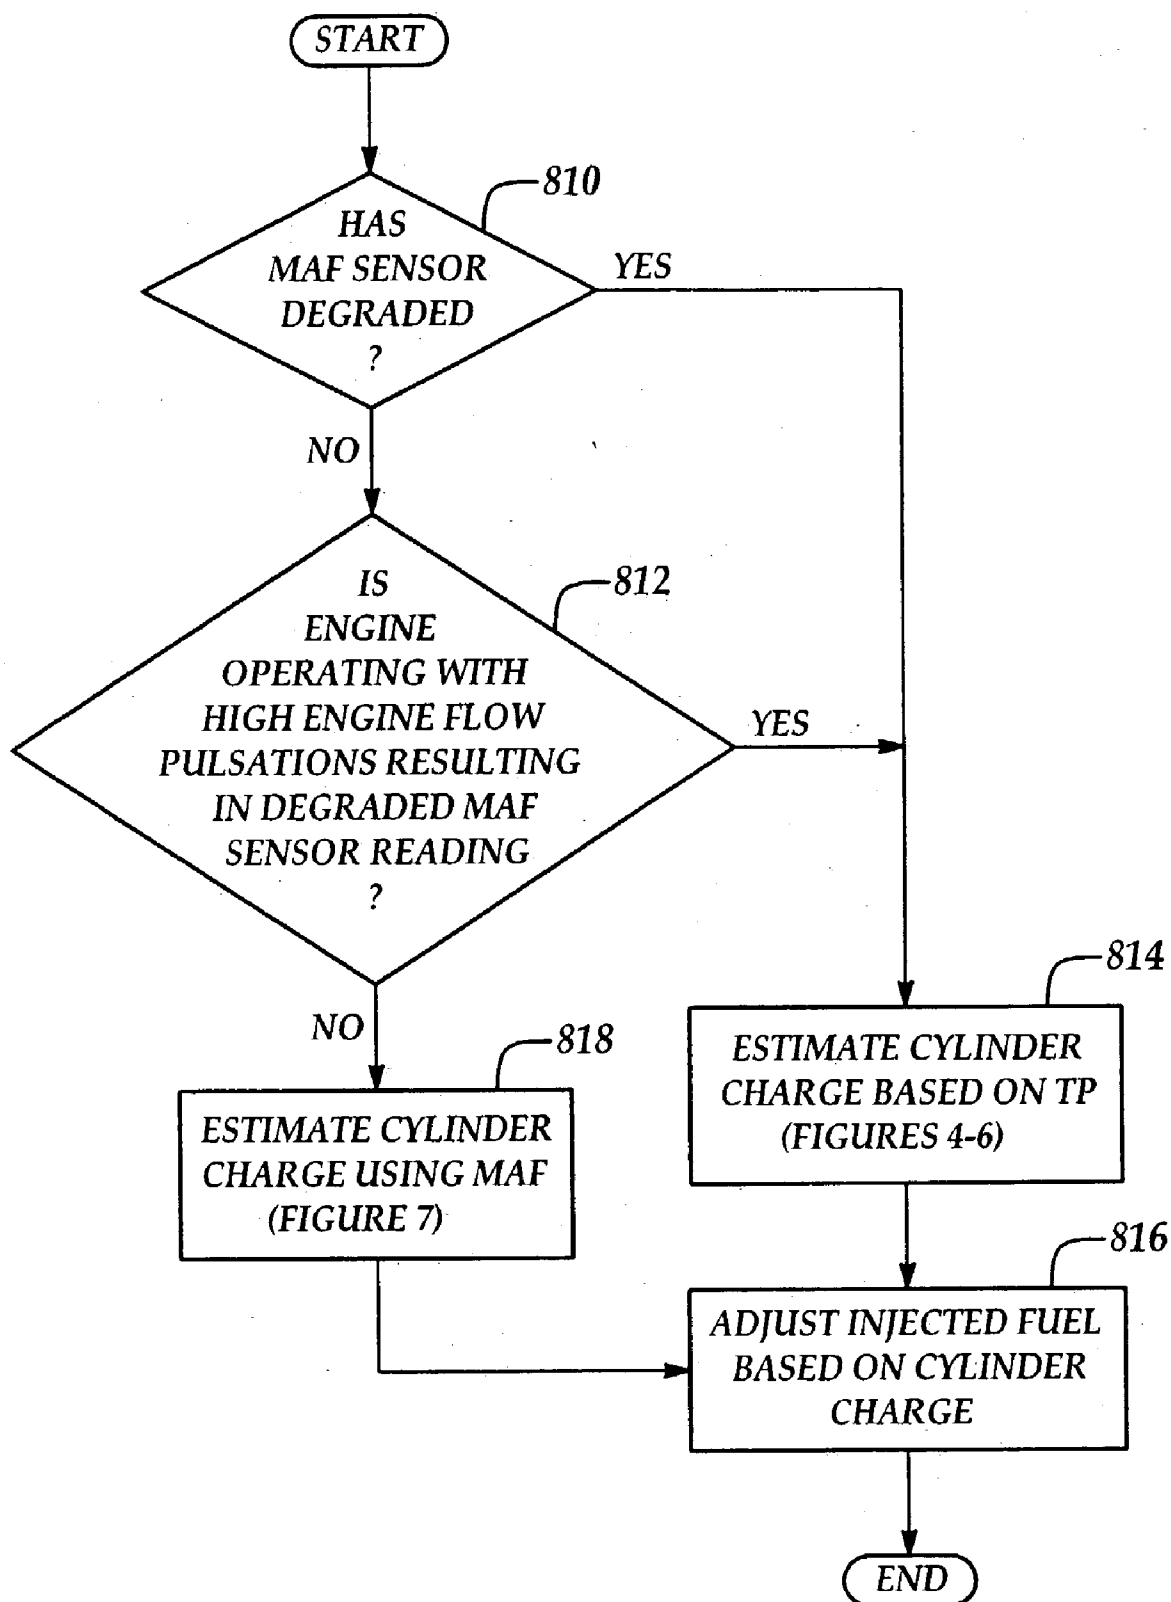 START
810
HAS
MAF SENSOR
DEGRADED
?
YES
NO
812
IS
ENGINE
OPERATING WITH
HIGH ENGINE FLOW
PULSATIONS RESULTING
IN DEGRADED MAF
SENSOR READING
?
YES
NO
814
ESTIMATE CYLINDER
CHARGE BASED ON TP
(FIGURES 4-6)
818
ESTIMATE CYLINDER
CHARGE USING MAF
(FIGURE 7)
816
ADJUST INJECTED FUEL
BASED ON CYLINDER
CHARGE
END